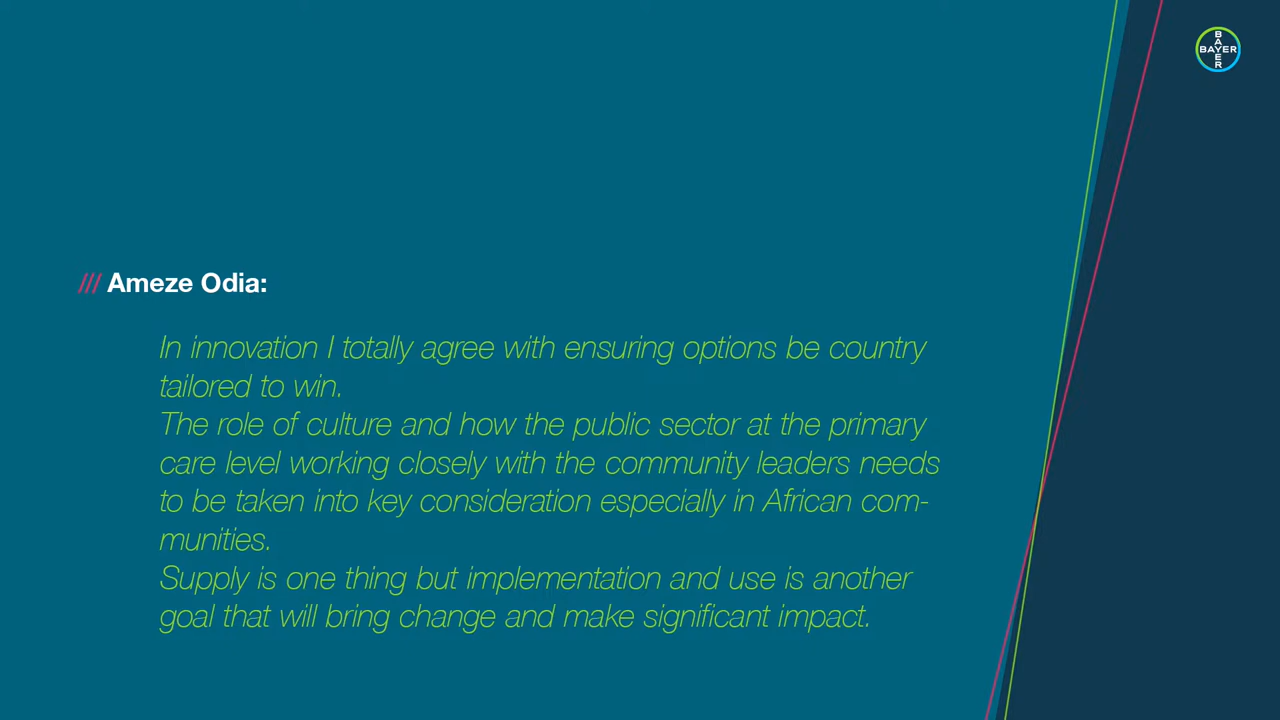 BAYER
BAYER
/// Ameze Odia:
In innovation I totally agree with ensuring options be country
tailored to win.
The role of culture and how the public sector at the primary
care level working closely with the community leaders needs
to be taken into key consideration especially in African com-
munities.
Supply is one thing but implementation and use is another
goal that will bring change and make significant impact.